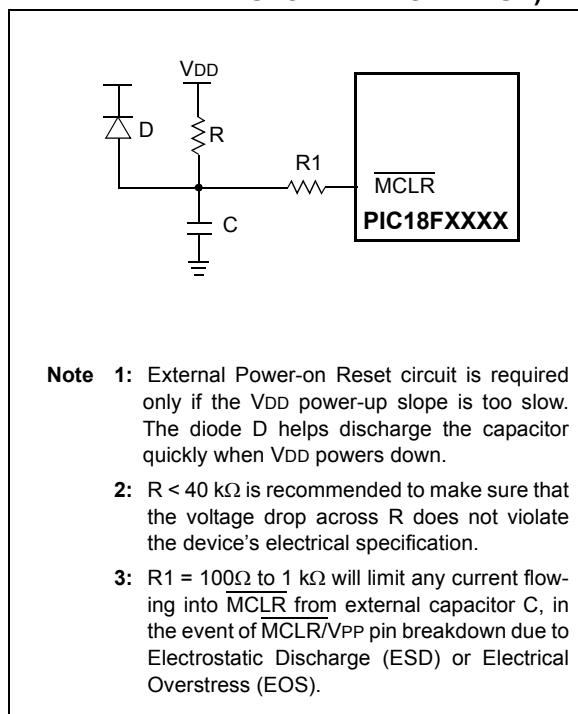 VDD
D
R
R1
MCLR
PIC18FXXXX
C
Note 1: External Power-on Reset circuit is required
only if the VDD power-up slope is too slow.
The diode D helps discharge the capacitor
quickly when VDD powers down.
2: R < 40 kΩ is recommended to make sure that
the voltage drop across R does not violate
the device's electrical specification.
3: R1 = 100Ω to 1 kΩ will limit any current flow-
ing into MCLR from external capacitor C, in
the event of MCLR/VPP pin breakdown due to
Electrostatic Discharge (ESD) or Electrical
Overstress (EOS).